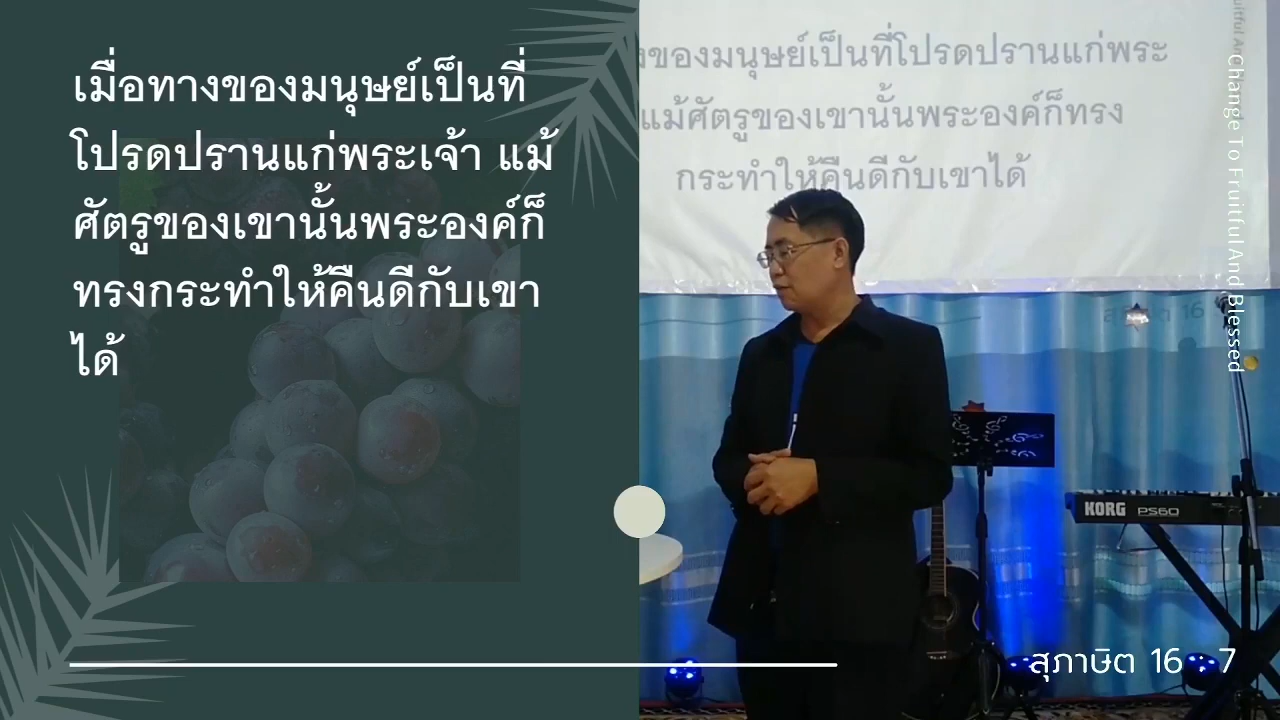 เมื่อทางของมนุษย์เป็นที่
โปรดปรานแก่พระเจ้า แม้
ศัตรูของเขานั้นพระองค์ก็
ทรงกระทำให้คืนดีกับเขา
ได้
ของมนุษย์เป็นที่โปรดปรานแก่พระ
แม้ศัตรูของเขานั้นพระองค์ก็ทรง
กระทำให้คืนดีกับเขาได้
Change To Fruitful And Blessed
KORG PS60
สุภาษิต 16 : 7